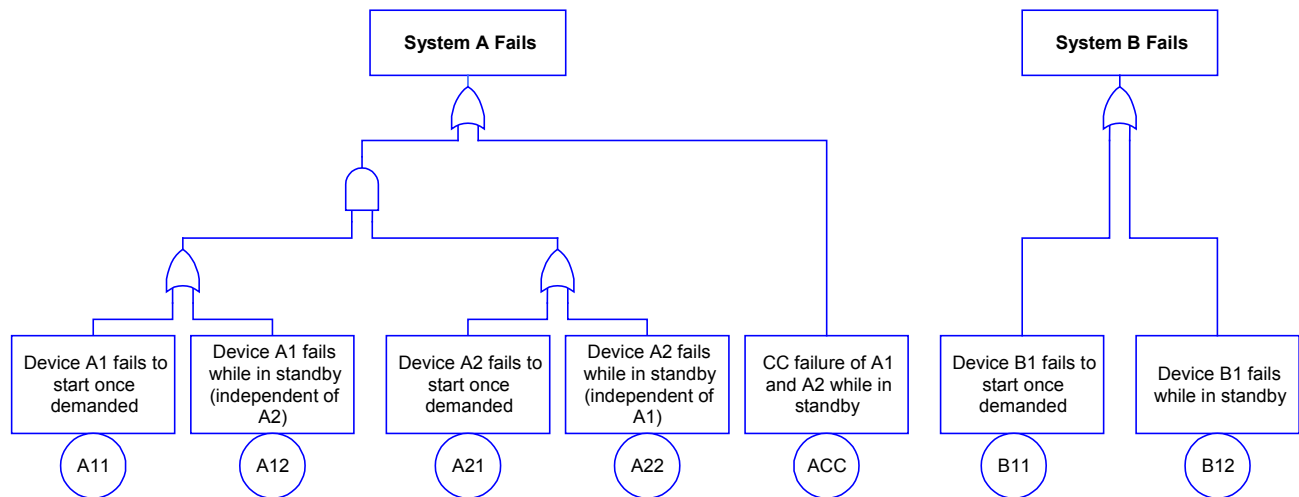 System A Fails
System B Fails
Device A1 fails to
start once
demanded
Device A1 fails
while in standby
(independent of
A2)
Device A2 fails to
start once
demanded
Device A2 fails
while in standby
(independent of
A1)
CC failure of A1
and A2 while in
standby
Device B1 fails to
start once
demanded
Device B1 fails
while in standby
A11
A12
A21
A22
ACC
B11
B12